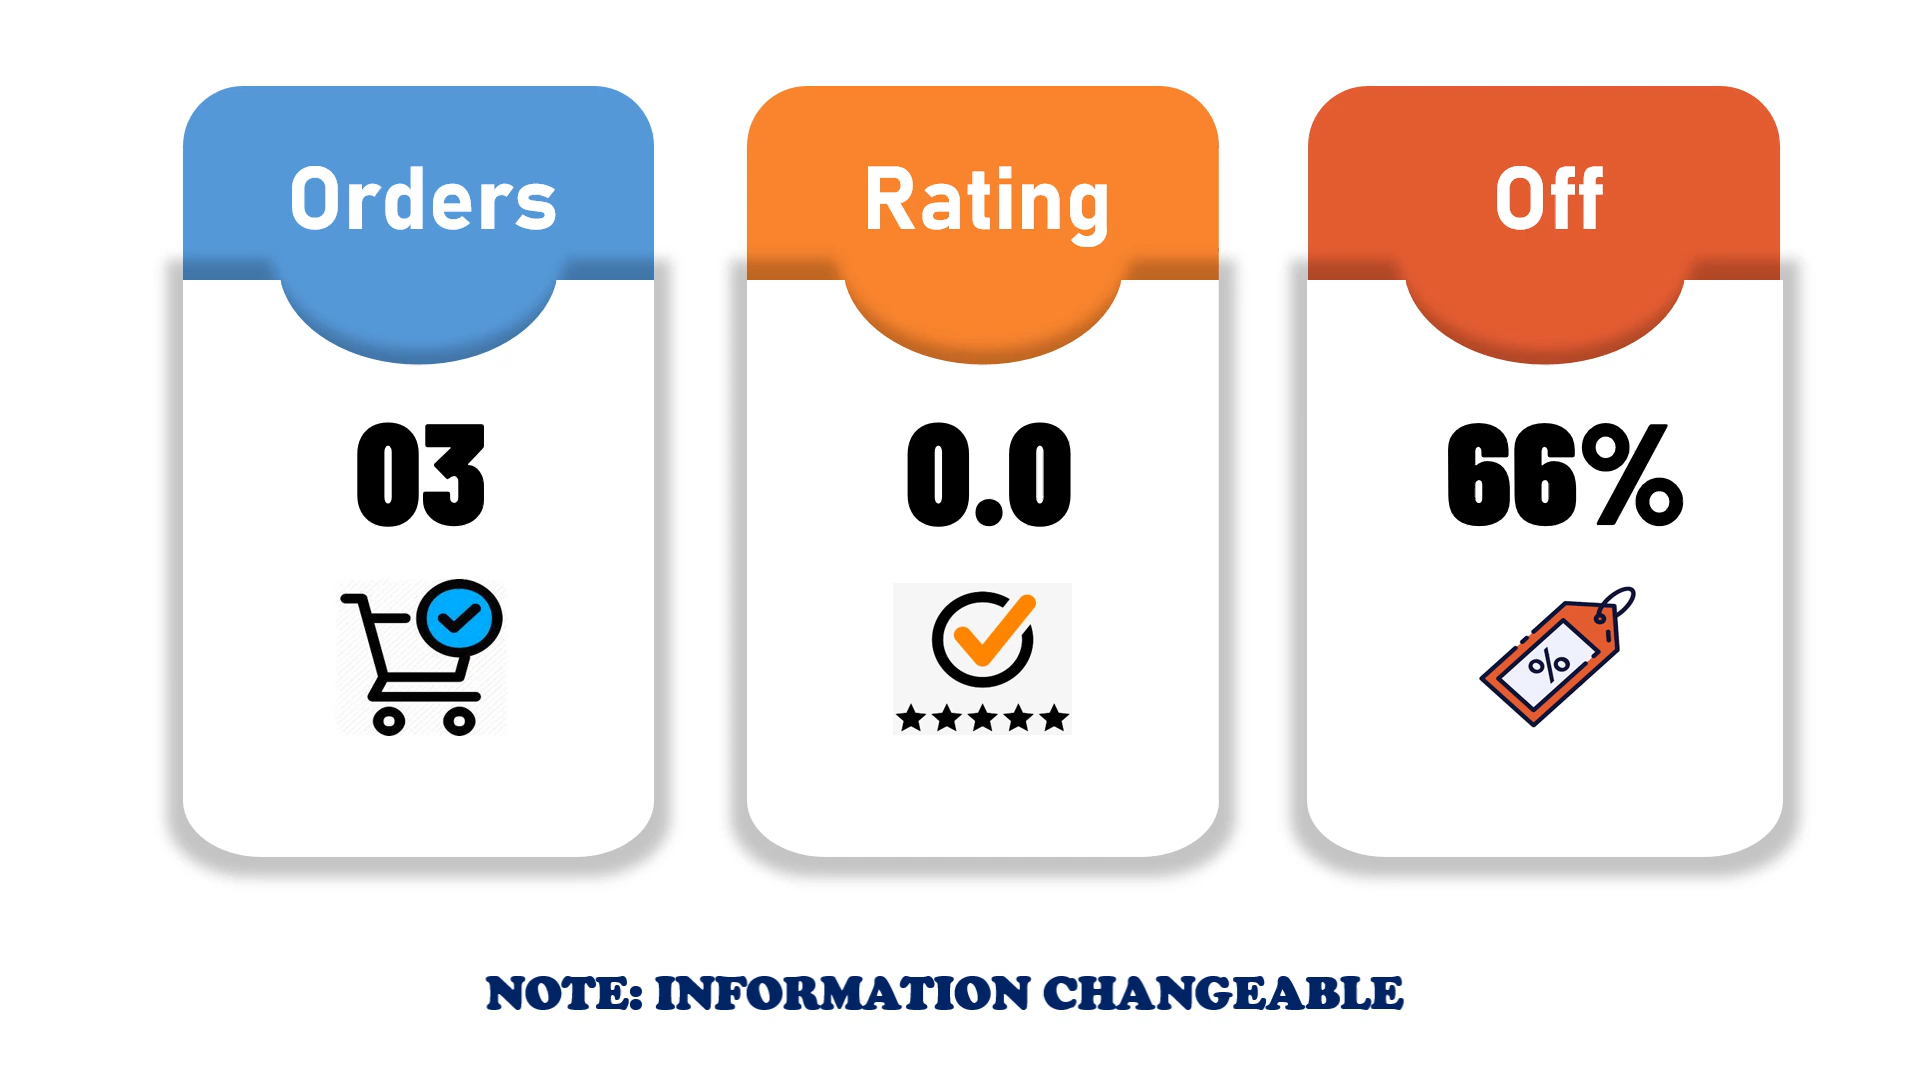 Orders
Rating
Off
03
0.0
66%
%
NOTE: INFORMATION CHANGEABLE